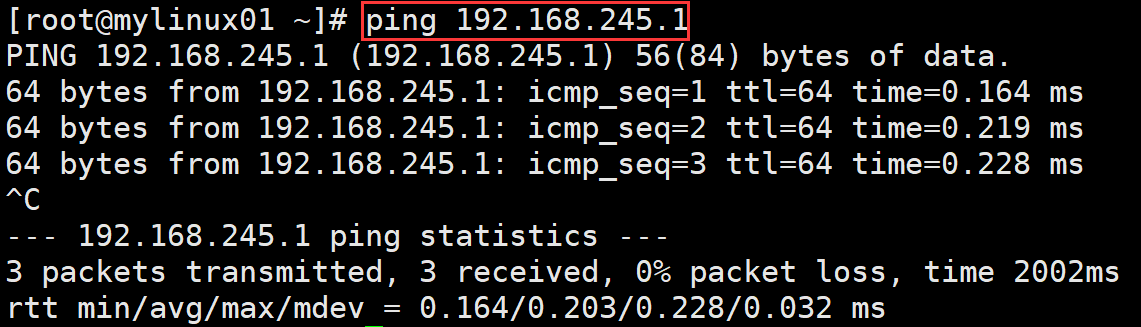 [root@mylinux01 ~]# ping 192.168.245.1
PING 192.168.245.1 (192.168.245.1) 56(84) bytes of data.
64 bytes from 192.168.245.1: icmp_seq=1 ttl=64 time=0.164 ms
64 bytes from 192.168.245.1: icmp_seq=2 ttl=64 time=0.219 ms
64 bytes from 192.168.245.1: icmp_seq=3 ttl=64 time=0.228 ms
^C
--- 192.168.245.1 ping statistics ---
3 packets transmitted, 3 received, 0% packet loss, time 2002ms
rtt min/avg/max/mdev = 0.164/0.203/0.228/0.032 ms